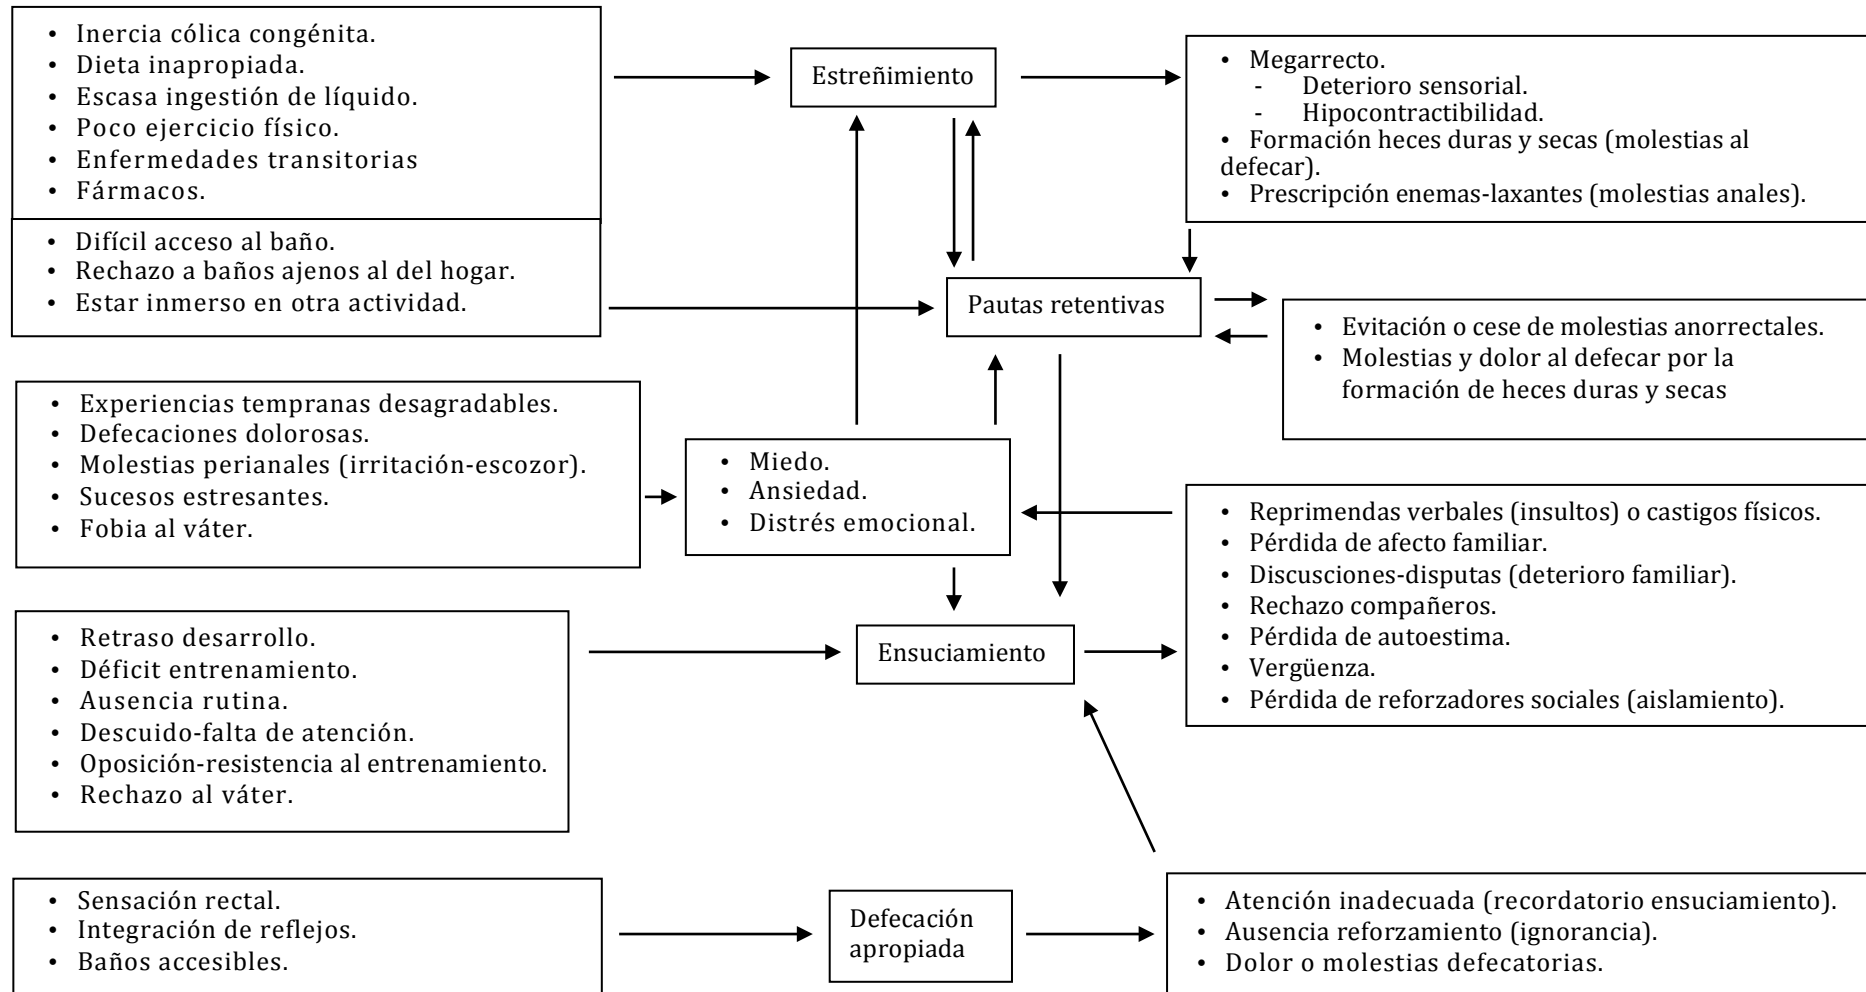 • Inercia cólica congénita.
• Dieta inapropiada.
• Escasa ingestión de líquido.
• Poco ejercicio físico.
• Enfermedades transitorias
• Fármacos.
Estreñimiento
• Megarrecto.
- Deterioro sensorial.
- Hipocontractibilidad.
• Formación heces duras y secas (molestias al
defecar).
• Prescripción enemas-laxantes (molestias anales).
• Difícil acceso al baño.
• Rechazo a baños ajenos al del hogar.
• Estar inmerso en otra actividad.
Pautas retentivas
• Evitación o cese de molestias anorrectales.
• Molestias y dolor al defecar por la
formación de heces duras y secas
• Experiencias tempranas desagradables.
• Defecaciones dolorosas.
• Molestias perianales (irritación-escozor).
• Sucesos estresantes.
• Fobia al váter.
• Miedo.
• Ansiedad.
• Distrés emocional.
• Reprimendas verbales (insultos) o castigos físicos.
• Pérdida de afecto familiar.
• Discusciones-disputas (deterioro familiar).
• Rechazo compañeros.
• Pérdida de autoestima.
• Vergüenza.
• Pérdida de reforzadores sociales (aislamiento).
• Retraso desarrollo.
• Déficit entrenamiento.
• Ausencia rutina.
• Descuido-falta de atención.
• Oposición-resistencia al entrenamiento.
• Rechazo al váter.
Ensuciamiento
• Sensación rectal.
• Integración de reflejos.
• Baños accesibles.
Defecación
apropiada
• Atención inadecuada (recordatorio ensuciamiento).
• Ausencia reforzamiento (ignorancia).
• Dolor o molestias defecatorias.